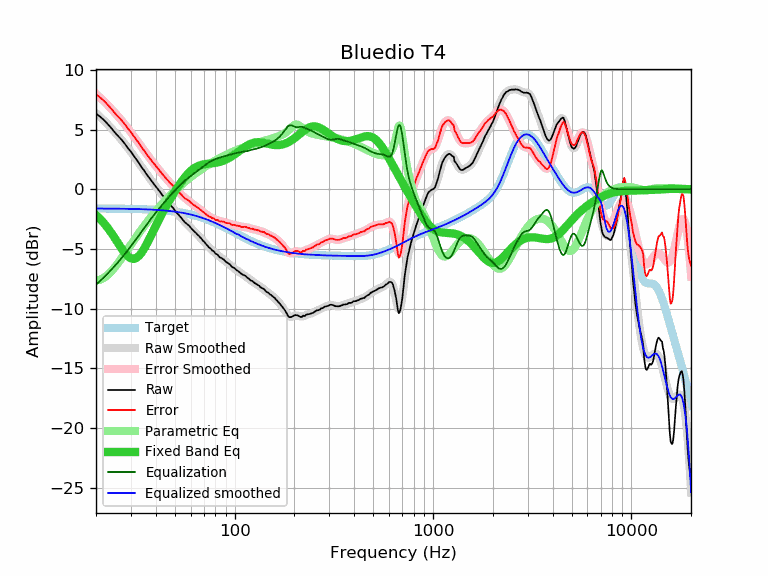 Bluedio T4
10
5
0
−5
−10
−15
−20
−25
Amplitude (dBr)
Target
Raw Smoothed
Error Smoothed
Raw
Error
Parametric Eq
Fixed Band Eq
Equalization
Equalized smoothed
100
1000
10000
Frequency (Hz)